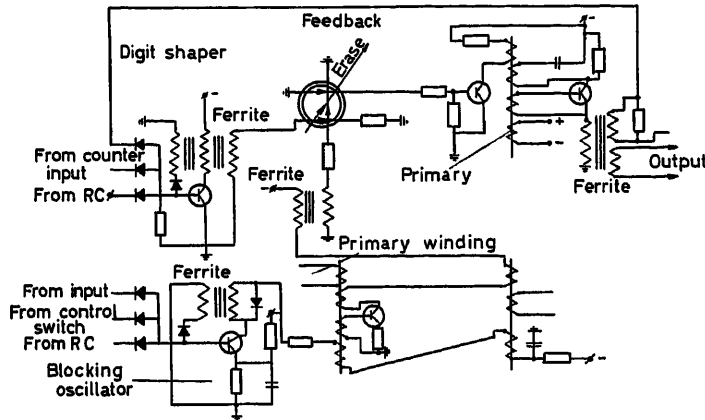 Feedback
Digit shaper
Erase
Ferrite
From counter
input
From RC
Ferrite
Primary
+
-
Output
Ferrite
Primary winding
Ferrite
From input
From control
switch
From RC
Blocking
oscillator